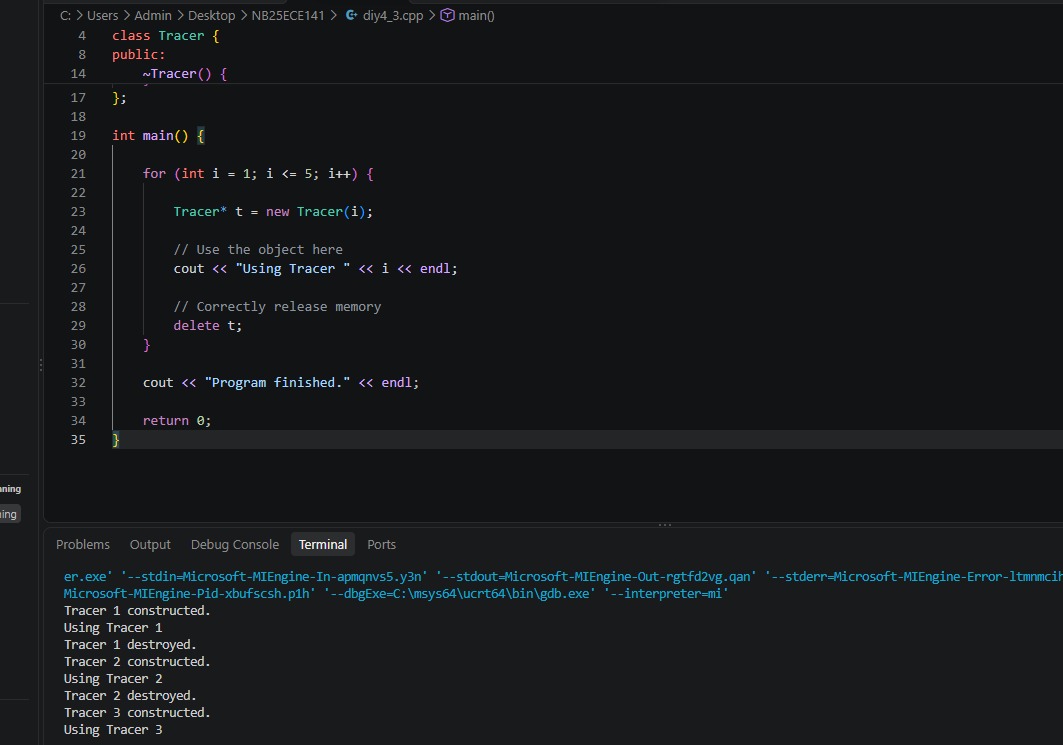 C: > Users > Admin > Desktop > NB25ECE141 > diy4_3.cpp > main()
4 class Tracer {
8 public:
14 ~Tracer() {
17 };
18
19 int main() {
20
21 for (int i = 1; i <= 5; i++) {
22
23 Tracer* t = new Tracer(i);
24
25 // Use the object here
26 cout << "Using Tracer " << i << endl;
27
28 // Correctly release memory
29 delete t;
30 }
31
32 cout << "Program finished." << endl;
33
34 return 0;
35 }
Problems Output Debug Console Terminal Ports
er.exe' '--stdin=Microsoft-MIEngine-In-apmqnvs5.y3n' '--stdout=Microsoft-MIEngine-Out-rgtfd2vg.qan' '--stderr=Microsoft-MIEngine-Error-ltmnmcih
Microsoft-MIEngine-Pid-xbufscsh.p1h' '--dbgExe=C:\msys64\ucrt64\bin\gdb.exe' '--interpreter=mi'
Tracer 1 constructed.
Using Tracer 1
Tracer 1 destroyed.
Tracer 2 constructed.
Using Tracer 2
Tracer 2 destroyed.
Tracer 3 constructed.
Using Tracer 3